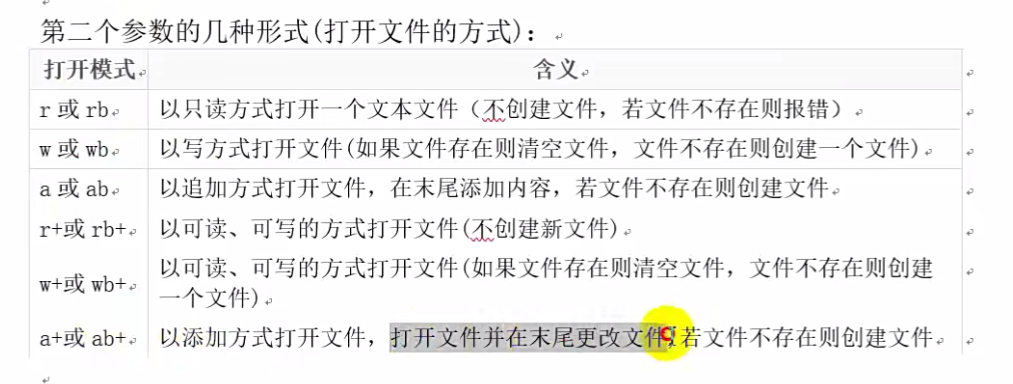 第二个参数的几种形式(打开文件的方式)：
打开模式 含义
r 或 rb 以只读方式打开一个文本文件（不创建文件，若文件不存在则报错）
w 或 wb 以写方式打开文件(如果文件存在则清空文件，文件不存在则创建一个文件)
a 或 ab 以追加方式打开文件，在末尾添加内容，若文件不存在则创建文件
r+或 rb+ 以可读、可写的方式打开文件(不创建新文件)
w+或 wb+ 以可读、可写的方式打开文件(如果文件存在则清空文件，文件不存在则创建
一个文件)
a+或 ab+ 以添加方式打开文件，打开文件并在末尾更改文件,若文件不存在则创建文件